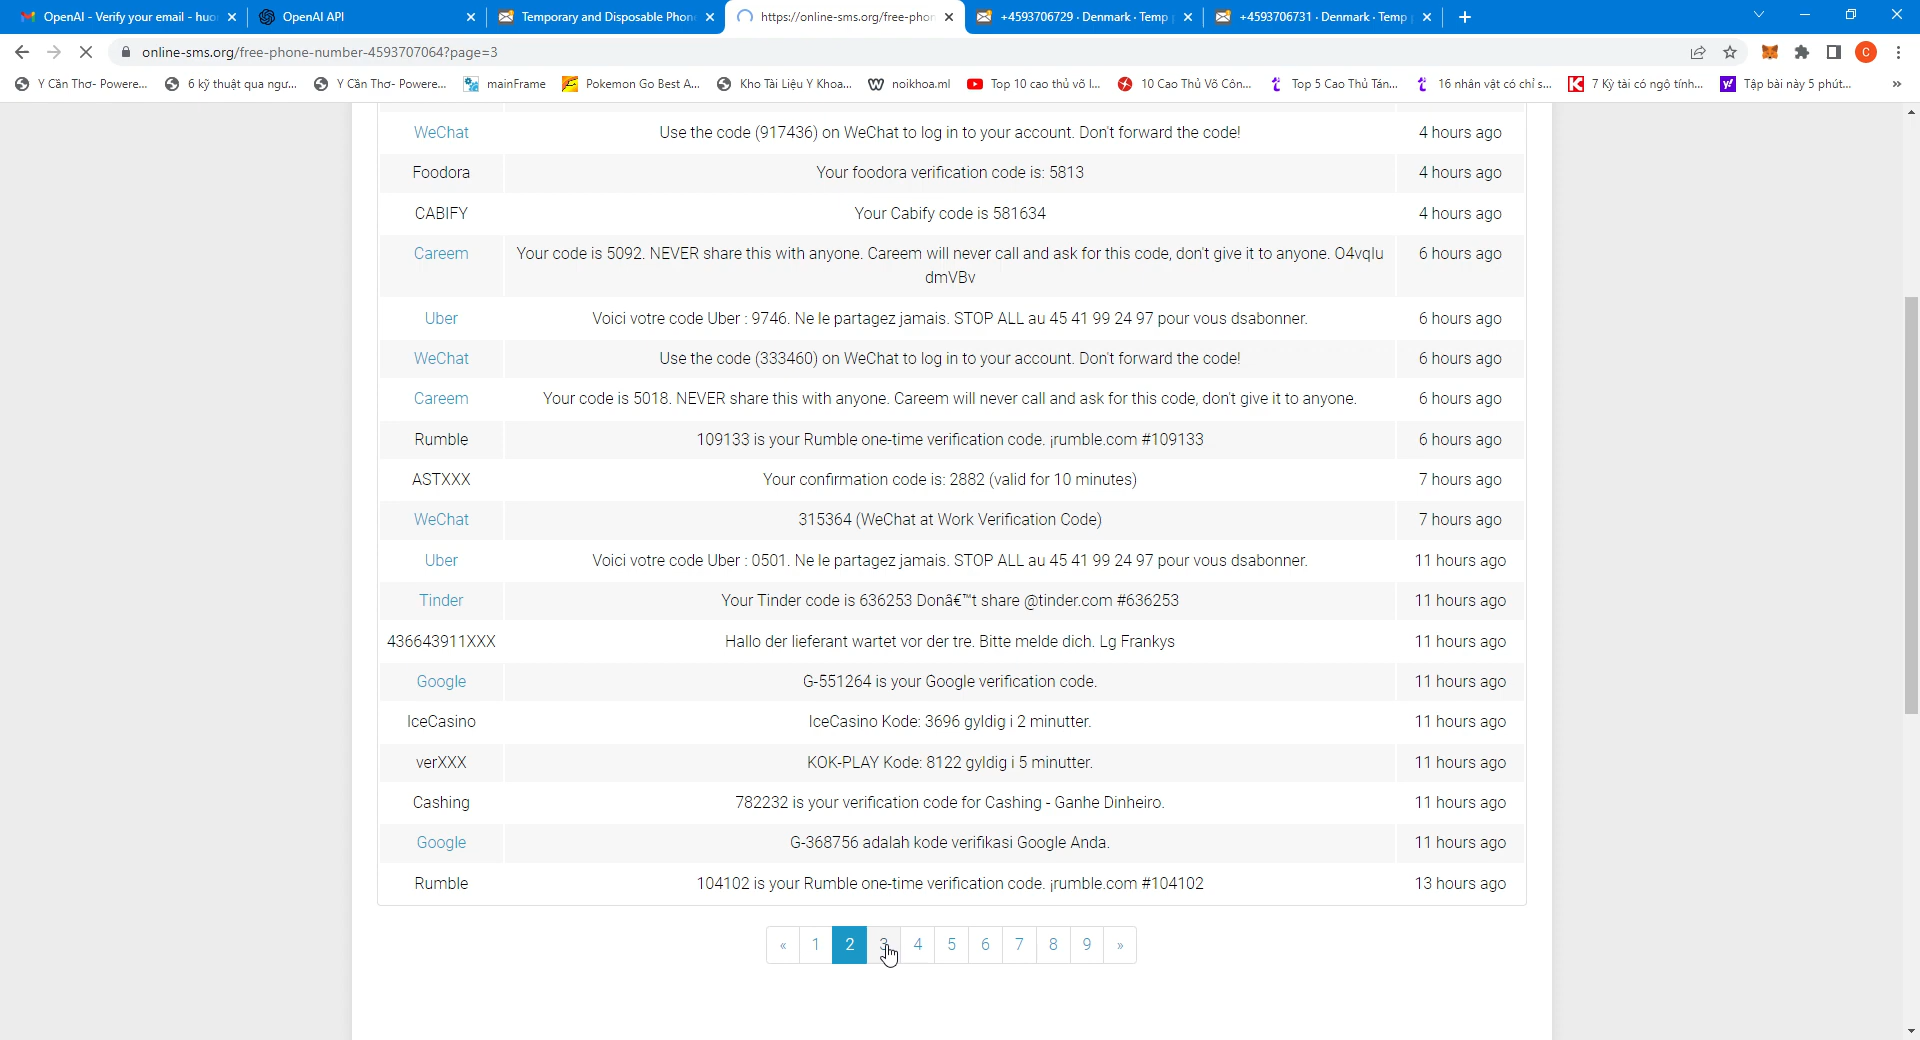 OpenAI - Verify your email - huo
OpenAI API
Temporary and Disposable Phon
https://online-sms.org/free-phon
+4593706729 · Denmark · Temp
+4593706731 · Denmark · Temp
online-sms.org/free-phone-number-4593707064?page=3
C
Y Cần Thơ- Powere...
6 kỹ thuật qua ngư...
Y Cần Thơ- Powere...
mainFrame
Pokemon Go Best A...
Kho Tài Liệu Y Khoa...
noikhoa.ml
Top 10 cao thủ võ l...
10 Cao Thủ Võ Côn...
Top 5 Cao Thủ Tán...
16 nhân vật có chỉ s...
7 Kỳ tài có ngộ tính...
Tập bài này 5 phút...
»
WeChat Use the code (917436) on WeChat to log in to your account. Don't forward the code! 4 hours ago
Foodora Your foodora verification code is: 5813 4 hours ago
CABIFY Your Cabify code is 581634 4 hours ago
Careem Your code is 5092. NEVER share this with anyone. Careem will never call and ask for this code, don't give it to anyone. O4vqlu 6 hours ago
dmVBv
Uber Voici votre code Uber : 9746. Ne le partagez jamais. STOP ALL au 45 41 99 24 97 pour vous dsabonner. 6 hours ago
WeChat Use the code (333460) on WeChat to log in to your account. Don't forward the code! 6 hours ago
Careem Your code is 5018. NEVER share this with anyone. Careem will never call and ask for this code, don't give it to anyone. 6 hours ago
Rumble 109133 is your Rumble one-time verification code. ¡rumble.com #109133 6 hours ago
ASTXXX Your confirmation code is: 2882 (valid for 10 minutes) 7 hours ago
WeChat 315364 (WeChat at Work Verification Code) 7 hours ago
Uber Voici votre code Uber : 0501. Ne le partagez jamais. STOP ALL au 45 41 99 24 97 pour vous dsabonner. 11 hours ago
Tinder Your Tinder code is 636253 Donâ€™t share @tinder.com #636253 11 hours ago
436643911XXX Hallo der lieferant wartet vor der tre. Bitte melde dich. Lg Frankys 11 hours ago
Google G-551264 is your Google verification code. 11 hours ago
IceCasino IceCasino Kode: 3696 gyldig i 2 minutter. 11 hours ago
verXXX KOK-PLAY Kode: 8122 gyldig i 5 minutter. 11 hours ago
Cashing 782232 is your verification code for Cashing - Ganhe Dinheiro. 11 hours ago
Google G-368756 adalah kode verifikasi Google Anda. 11 hours ago
Rumble 104102 is your Rumble one-time verification code. ¡rumble.com #104102 13 hours ago
« 1 2 3 4 5 6 7 8 9 »